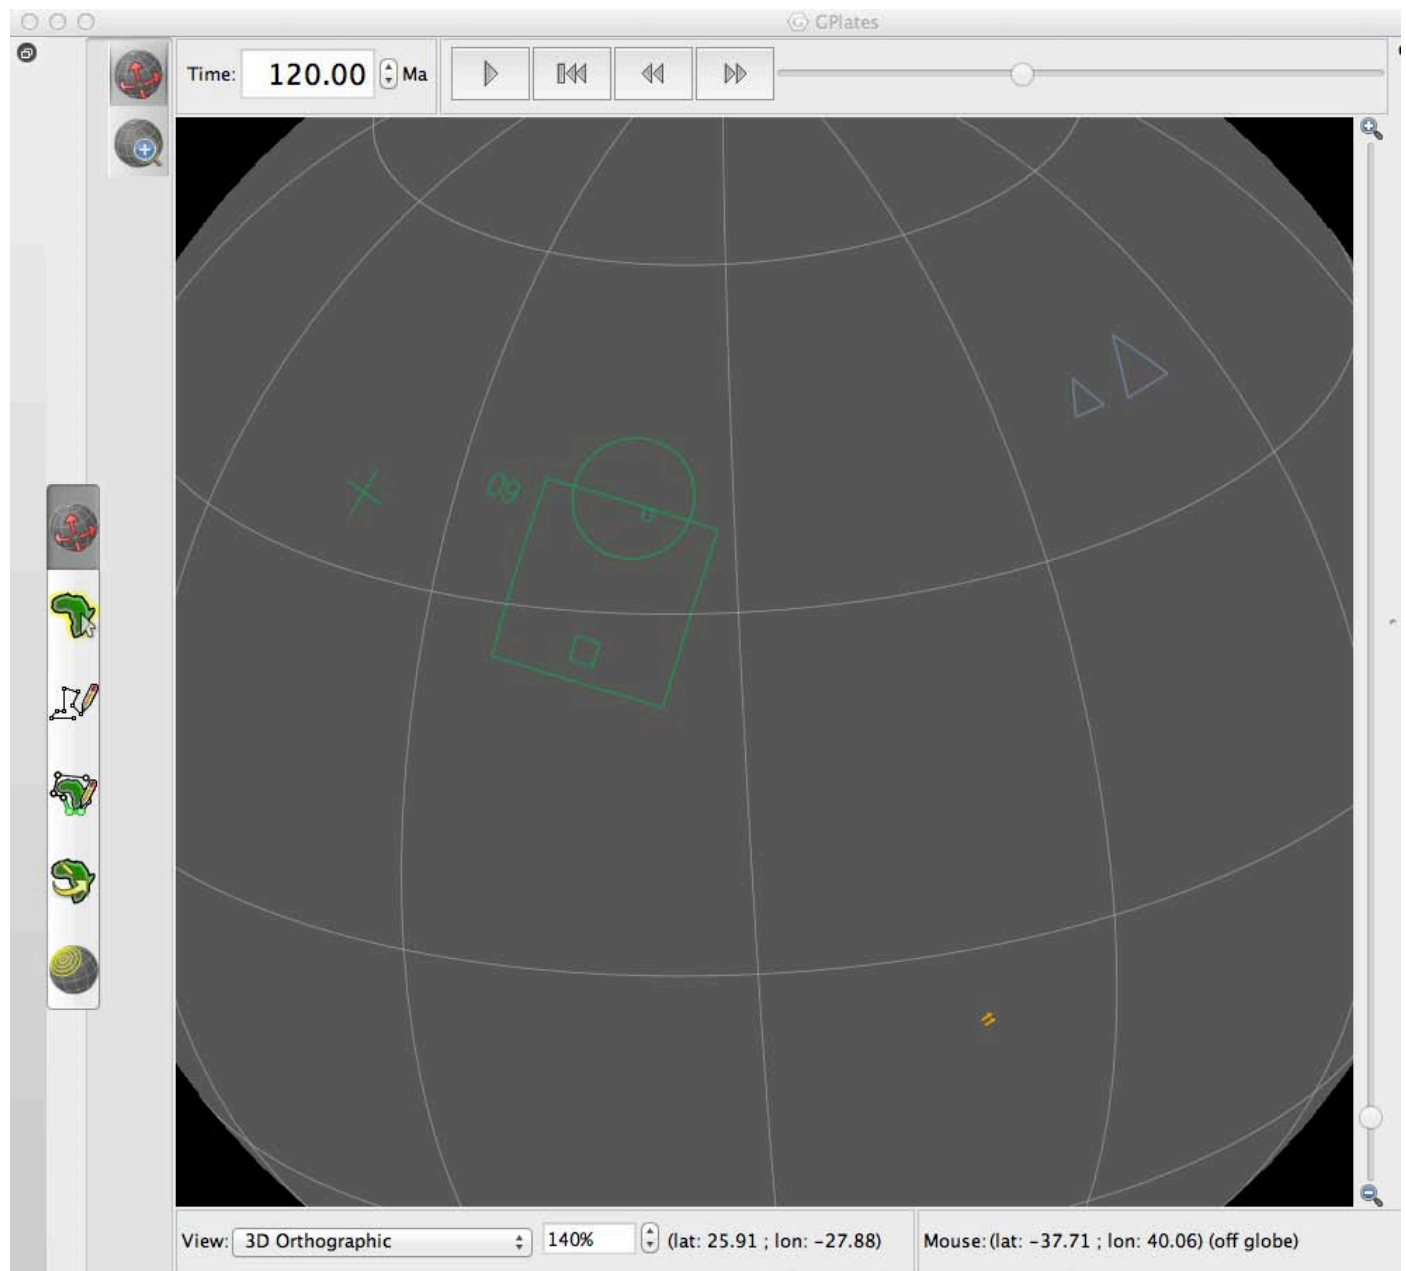 GPlates
Time: 120.00 Ma
60
View: 3D Orthographic 140% (lat: 25.91 ; lon: -27.88) Mouse: (lat: -37.71 ; lon: 40.06) (off globe)